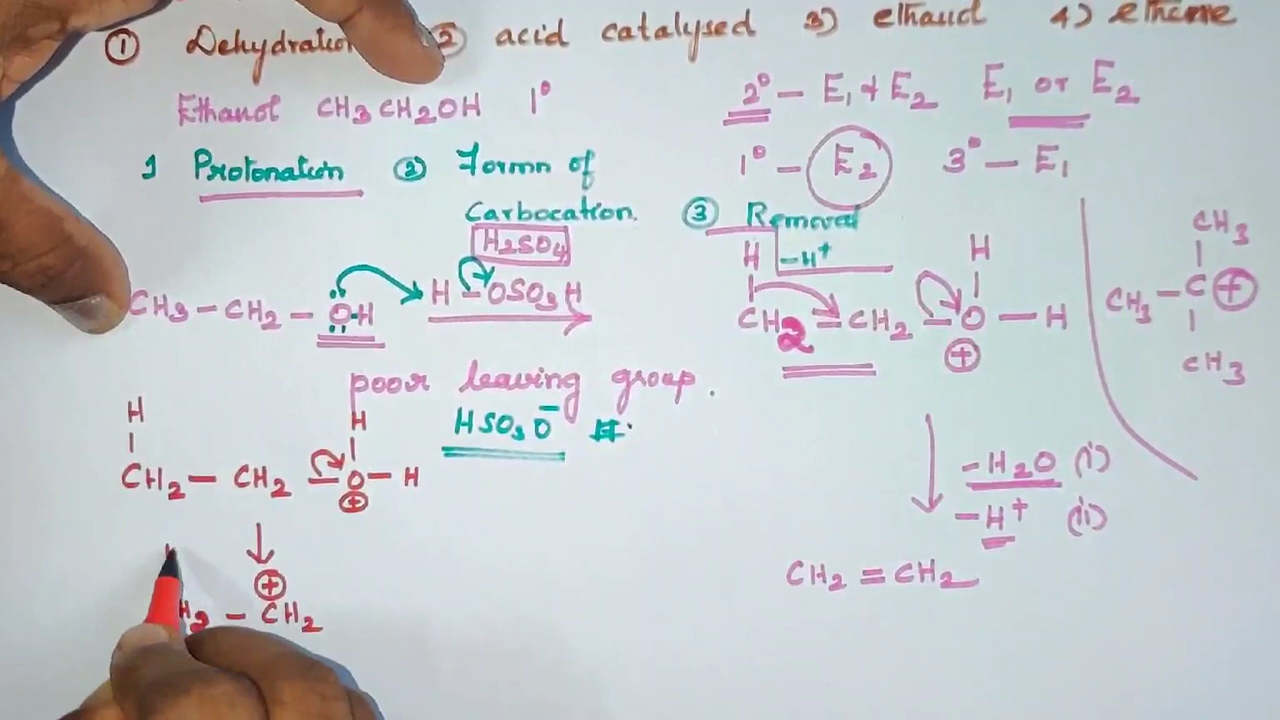 ① Dehydration ② acid catalysed 3) ethanol 4) ethene
Ethanol CH3CH2OH 1°
2° – E1 + E2 E1 or E2
1° – E2 3° – E1
1 Protonation ② Formn of
Carbocation.
③ Removal
–H+
H2SO4
CH3 – CH2 – OH H – OSO3H
H H
CH2 = CH2 – O – H
⊕
CH3
CH3 – C ⊕
CH3
poor leaving group.
HSO3O–
H H
CH2 – CH2 – O – H
⊕
–H2O (i)
–H+ (ii)
CH2 = CH2
⊕
– CH2